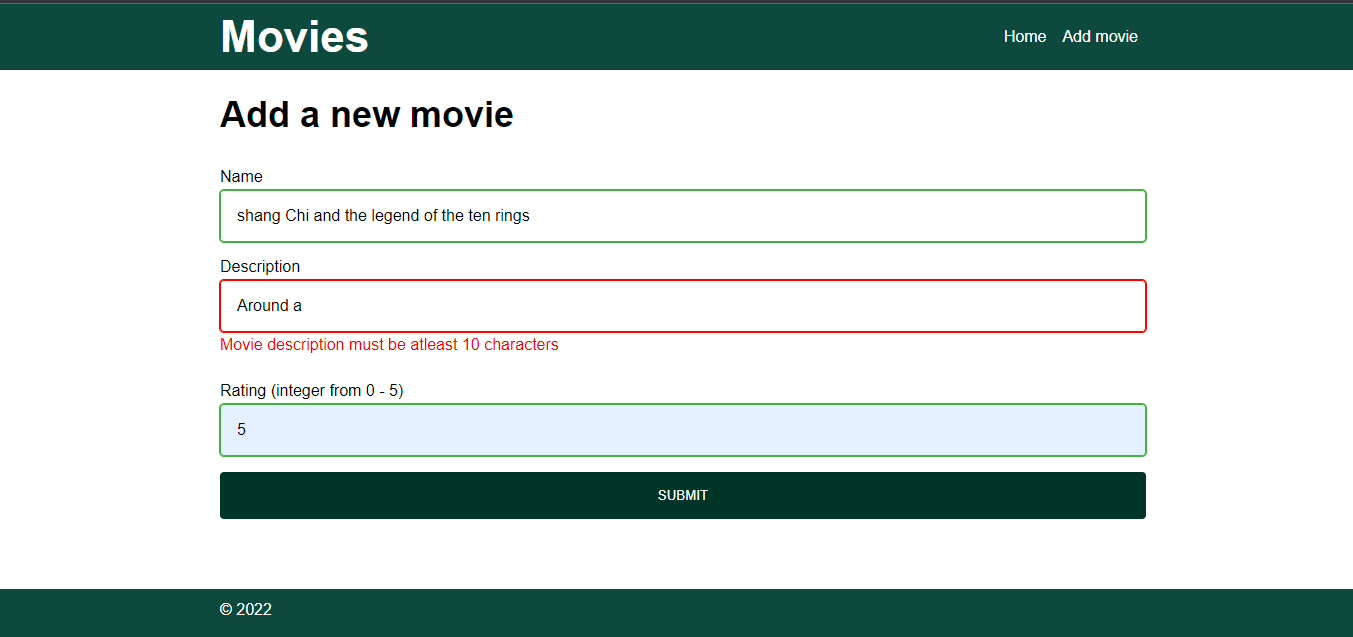 Movies
Home Add movie
Add a new movie
Name
shang Chi and the legend of the ten rings
Description
Around a
Movie description must be atleast 10 characters
Rating (integer from 0 - 5)
5
SUBMIT
© 2022